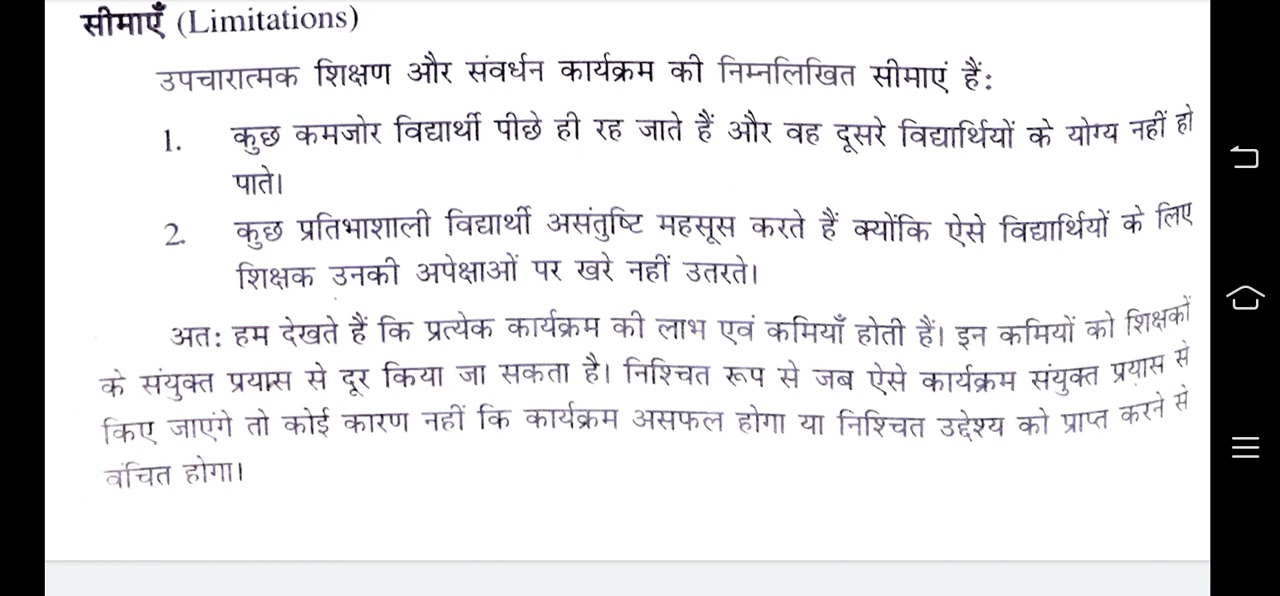 सीमाएँ (Limitations)
उपचारात्मक शिक्षण और संवर्धन कार्यक्रम की निम्नलिखित सीमाएं हैं:
1. कुछ कमजोर विद्यार्थी पीछे ही रह जाते हैं और वह दूसरे विद्यार्थियों के योग्य नहीं हो
पाते।
2. कुछ प्रतिभाशाली विद्यार्थी असंतुष्टि महसूस करते हैं क्योंकि ऐसे विद्यार्थियों के लिए
शिक्षक उनकी अपेक्षाओं पर खरे नहीं उतरते।
अत: हम देखते हैं कि प्रत्येक कार्यक्रम की लाभ एवं कमियाँ होती हैं। इन कमियों को शिक्षकों
के संयुक्त प्रयास से दूर किया जा सकता है। निश्चित रूप से जब ऐसे कार्यक्रम संयुक्त प्रयास से
किए जाएंगे तो कोई कारण नहीं कि कार्यक्रम असफल होगा या निश्चित उद्देश्य को प्राप्त करने से
वंचित होगा।